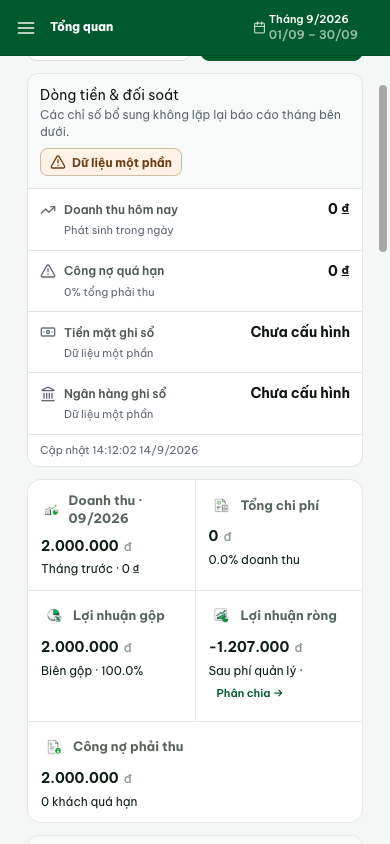 Tổng quan
Tháng 9/2026
01/09 – 30/09
Dòng tiền & đối soát
Các chỉ số bổ sung không lặp lại báo cáo tháng bên
dưới.
Dữ liệu một phần
Doanh thu hôm nay
0 ₫
Phát sinh trong ngày
Công nợ quá hạn
0 ₫
0% tổng phải thu
Tiền mặt ghi sổ
Chưa cấu hình
Dữ liệu một phần
Ngân hàng ghi sổ
Chưa cấu hình
Dữ liệu một phần
Cập nhật 14:12:02 14/9/2026
Doanh thu ·
09/2026
2.000.000 đ
Tháng trước · 0 ₫
Tổng chi phí
0 đ
0.0% doanh thu
Lợi nhuận gộp
2.000.000 đ
Biên gộp · 100.0%
Lợi nhuận ròng
-1.207.000 đ
Sau phí quản lý ·
Phân chia →
Công nợ phải thu
2.000.000 đ
0 khách quá hạn